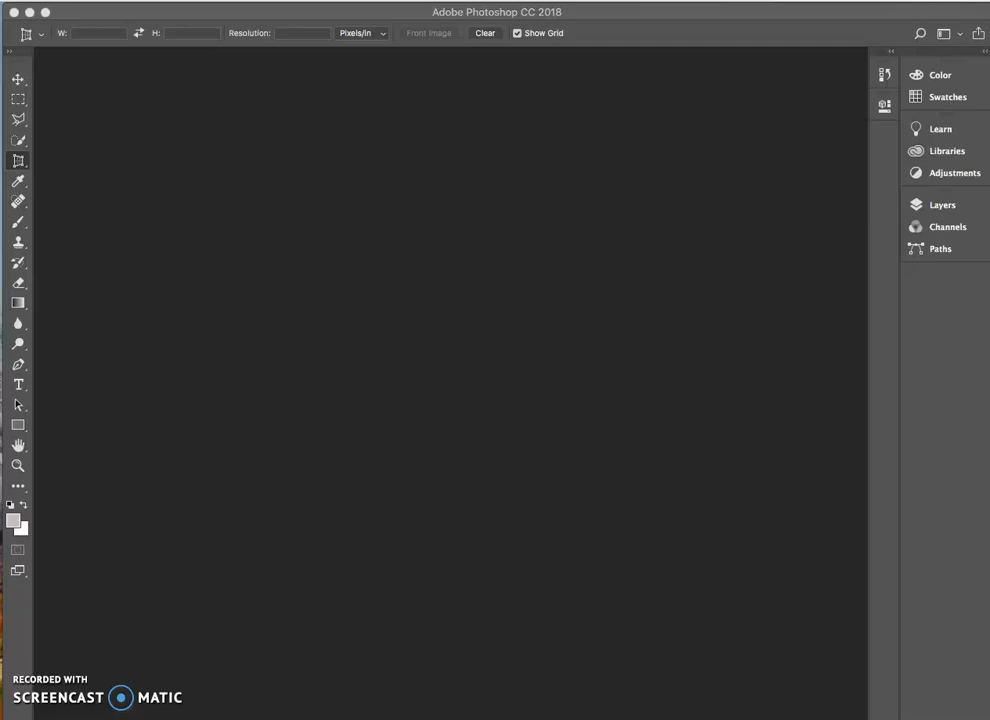 Adobe Photoshop CC 2018
W: H: Resolution: Pixels/in Front Image Clear Show Grid
Color
Swatches
Learn
Libraries
Adjustments
Layers
Channels
Paths
T
RECORDED WITH
SCREENCAST MATIC